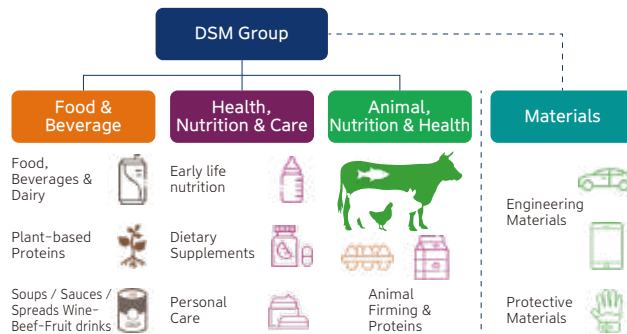 DSM Group
Food &
Beverage
Health,
Nutrition & Care
Animal,
Nutrition & Health
Materials
Food,
Beverages &
Dairy
Plant-based
Proteins
Soups / Sauces /
Spreads Wine-
Beef-Fruit drinks
Early life
nutrition
Dietary
Supplements
Personal
Care
Animal
Firming &
Proteins
Engineering
Materials
Protective
Materials